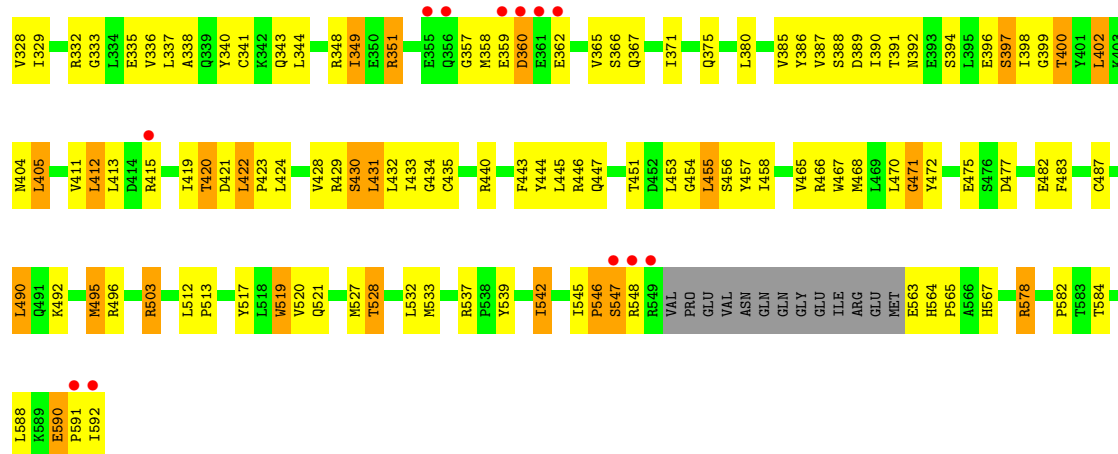 V328 I329 R332 G333 L334 E335 V336 L337 A338 Q339 Y340 C341 K342 Q343 L344 R348 I349 E350 R351 E355 Q356 G357 M358 E359 D360 E361 E362 V365 S366 Q367 I371 Q375 L380 V385 Y386 V387 S388 D389 I390 T391 N392 E393 S394 L395 E396 S397 I398 G399 T400 Y401 L402 K403
N404 L405 V411 L412 L413 D414 R415 I419 T420 D421 L422 P423 L424 V428 R429 S430 L431 L432 I433 G434 C435 R440 F443 Y444 L445 R446 Q447 T451 D452 L453 G454 L455 S456 Y457 I458 V465 R466 W467 M468 L469 L470 G471 Y472 E475 S476 D477 E482 F483 C487
L490 Q491 K492 M495 R496 R503 L512 P513 Y517 L518 W519 V520 Q521 M527 T528 L532 M533 R537 P538 Y539 I542 I545 P546 S547 R548 R549 VAL PRO GLU VAL ASN GLN GLN GLY GLU ILE ARG GLU MET E563 H564 P565 A566 H567 R578 P582 T583 T584
L588 K589 E590 P591 I592